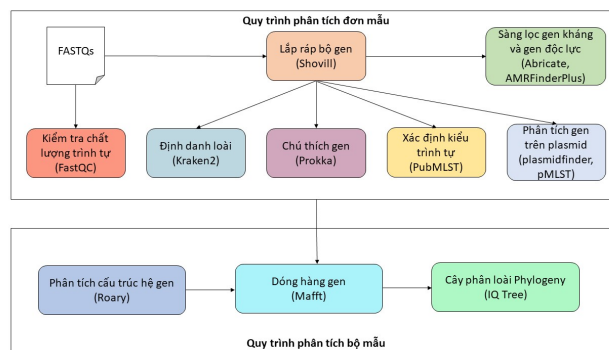 Quy trình phân tích đơn mẫu
FASTQs
Lắp ráp bộ gen
(Shovill)
Sàng lọc gen kháng
và gen độc lực
(Abricate,
AMRFinderPlus)
Kiểm tra chất
lượng trình tự
(FastQC)
Định danh loài
(Kraken2)
Chú thích gen
(Prokka)
Xác định kiểu
trình tự
(PubMLST)
Phân tích gen
trên plasmid
(plasmidfinder,
pMLST)
Phân tích cấu trúc hệ gen
(Roary)
Dóng hàng gen
(Mafft)
Cây phân loài Phylogeny
(IQ Tree)
Quy trình phân tích bộ mẫu